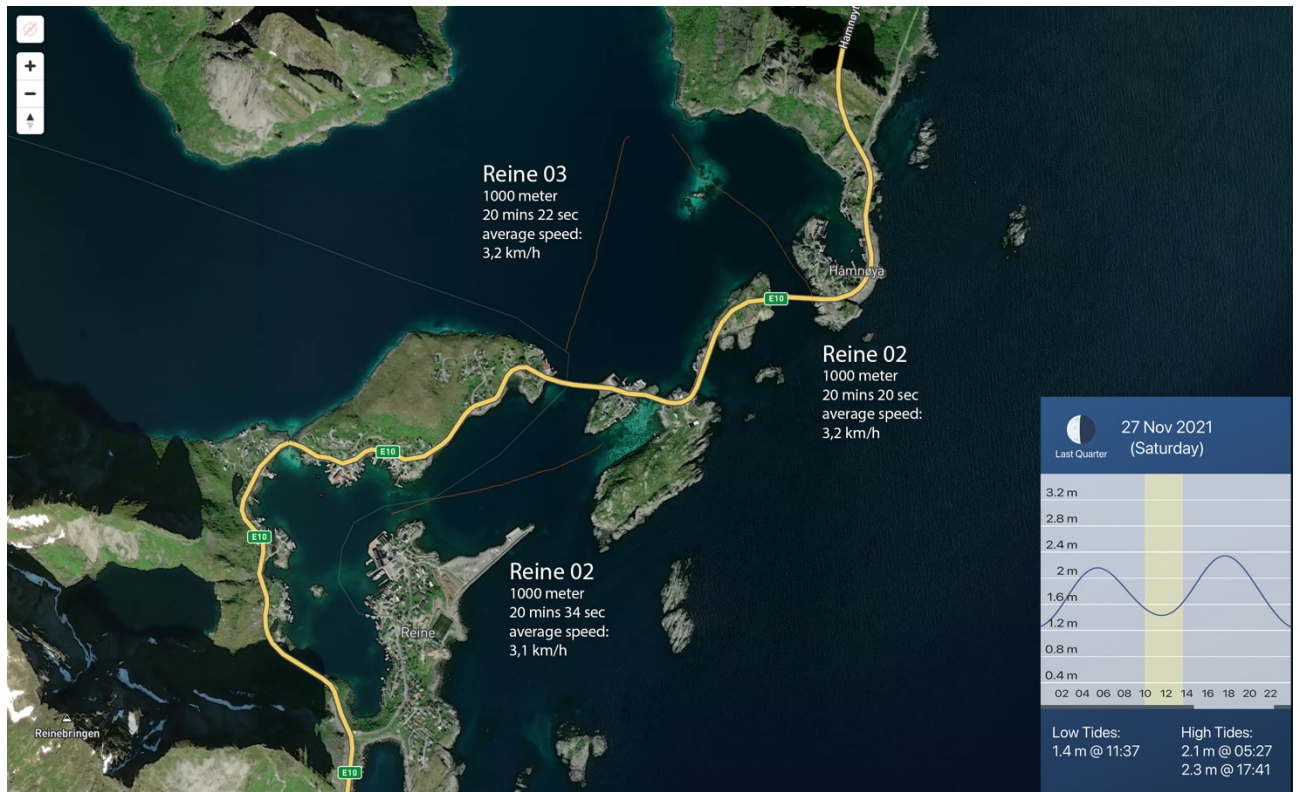 +
−
Hamnøya
Reine 03
1000 meter
20 mins 22 sec
average speed:
3,2 km/h
Hamnøya
E10
Reine 02
1000 meter
20 mins 20 sec
average speed:
3,2 km/h
E10
E10
Reine 02
1000 meter
20 mins 34 sec
average speed:
3,1 km/h
Reine
Reinebringen
E10
27 Nov 2021
(Saturday)
Last Quarter
3.2 m
2.8 m
2.4 m
2 m
1.6 m
1.2 m
0.8 m
0.4 m
02 04 06 08 10 12 14 16 18 20 22
Low Tides:
1.4 m @ 11:37
High Tides:
2.1 m @ 05:27
2.3 m @ 17:41